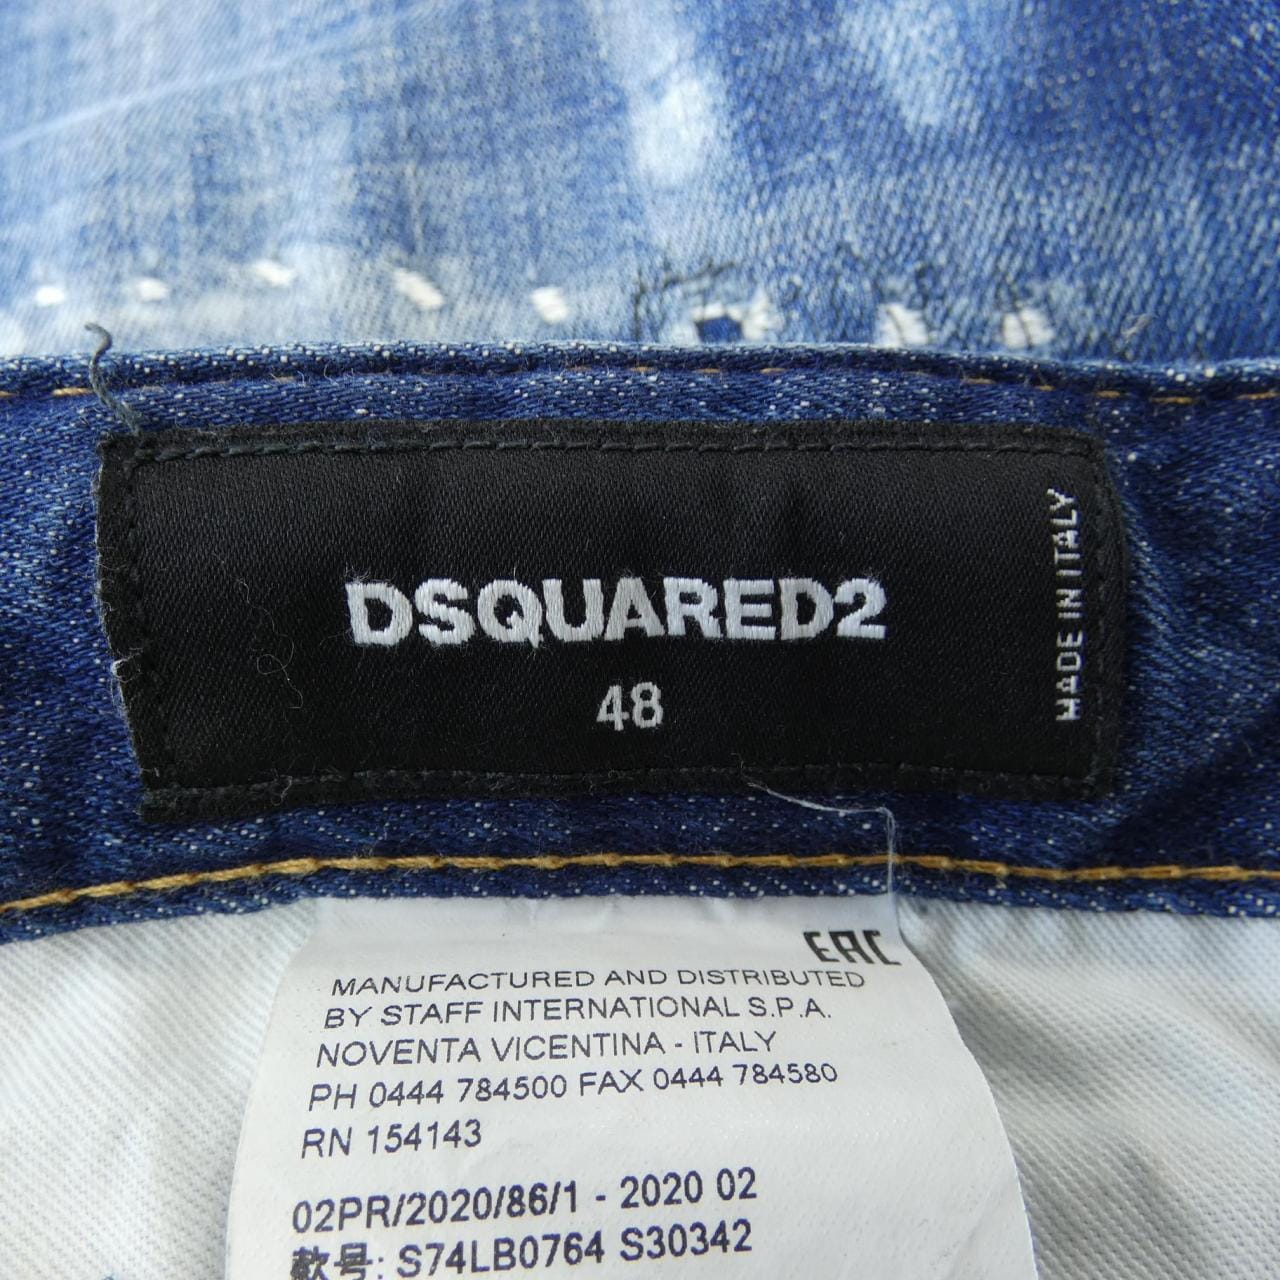 DSQUARED2
48
MADE IN ITALY
EAC
MANUFACTURED AND DISTRIBUTED
BY STAFF INTERNATIONAL S.P.A.
NOVENTA VICENTINA - ITALY
PH 0444 784500 FAX 0444 784580
RN 154143
02PR/2020/86/1 - 2020 02
款号: S74LB0764 S30342